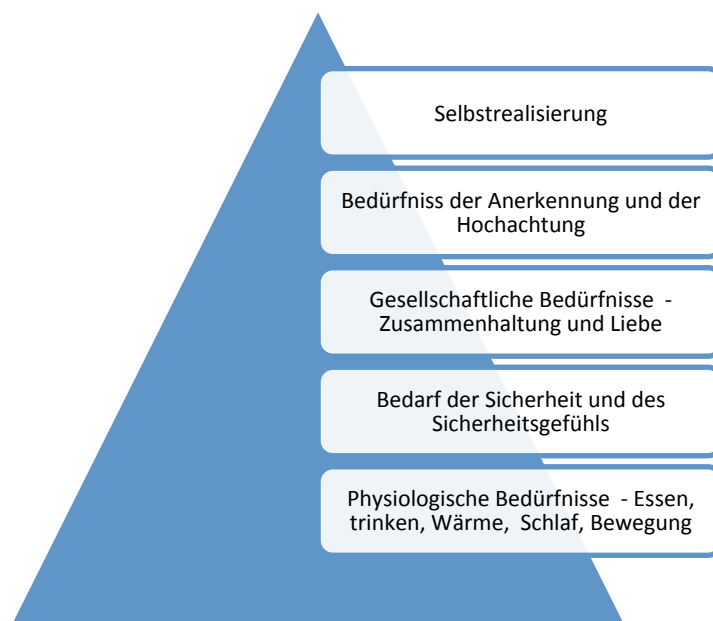 Selbstrealisierung
Bedürfniss der Anerkennung und der
Hochachtung
Gesellschaftliche Bedürfnisse  -
Zusammenhaltung und Liebe
Bedarf der Sicherheit und des
Sicherheitsgefühls
Physiologische Bedürfnisse  - Essen,
trinken, Wärme,  Schlaf, Bewegung